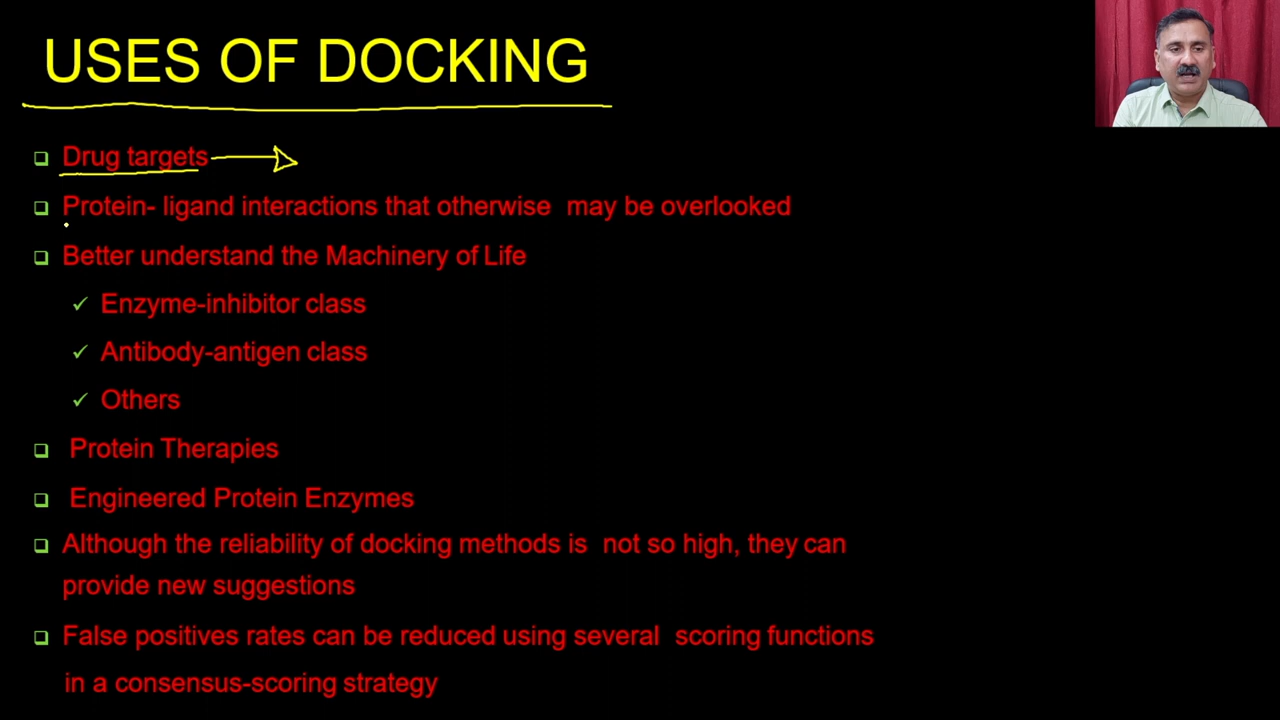 USES OF DOCKING
Drug targets
Protein- ligand interactions that otherwise may be overlooked
Better understand the Machinery of Life
Enzyme-inhibitor class
Antibody-antigen class
Others
Protein Therapies
Engineered Protein Enzymes
Although the reliability of docking methods is not so high, they can
provide new suggestions
False positives rates can be reduced using several scoring functions
in a consensus-scoring strategy